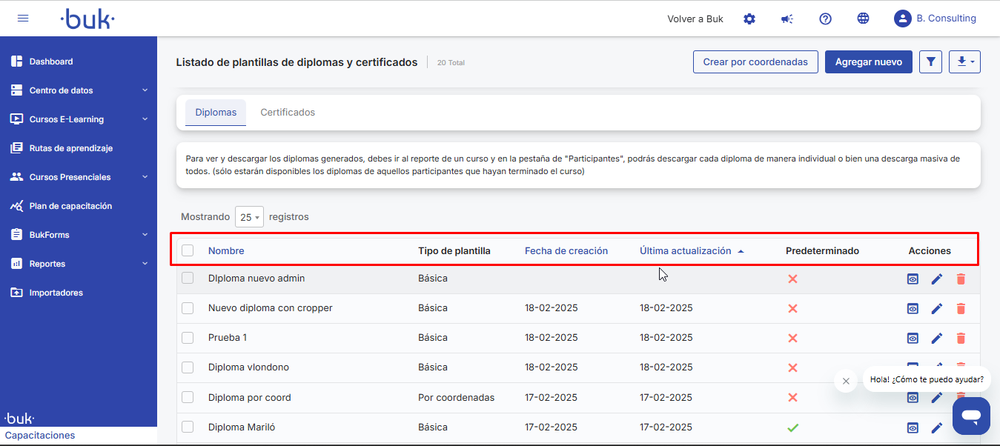 ·buk·
Volver a Buk
B. Consulting
Dashboard
Centro de datos
Cursos E-Learning
Rutas de aprendizaje
Cursos Presenciales
Plan de capacitación
BukForms
Reportes
Importadores
·buk·
Capacitaciones
Listado de plantillas de diplomas y certificados
20 Total
Crear por coordenadas
Agregar nuevo
Diplomas Certificados
Para ver y descargar los diplomas generados, debes ir al reporte de un curso y en la pestaña de "Participantes", podrás descargar cada diploma de manera individual o bien una descarga masiva de
todos. (sólo estarán disponibles los diplomas de aquellos participantes que hayan terminado el curso)
Mostrando 25 registros
Nombre Tipo de plantilla Fecha de creación Última actualización Predeterminado Acciones
DIploma nuevo admin Básica
Nuevo diploma con cropper Básica 18-02-2025 18-02-2025
Prueba 1 Básica 18-02-2025 18-02-2025
Diploma vlondono Básica 18-02-2025 18-02-2025
Diploma por coord Por coordenadas 17-02-2025 17-02-2025
Diploma Mariló Básica 17-02-2025 17-02-2025
Hola! ¿Cómo te puedo ayudar?